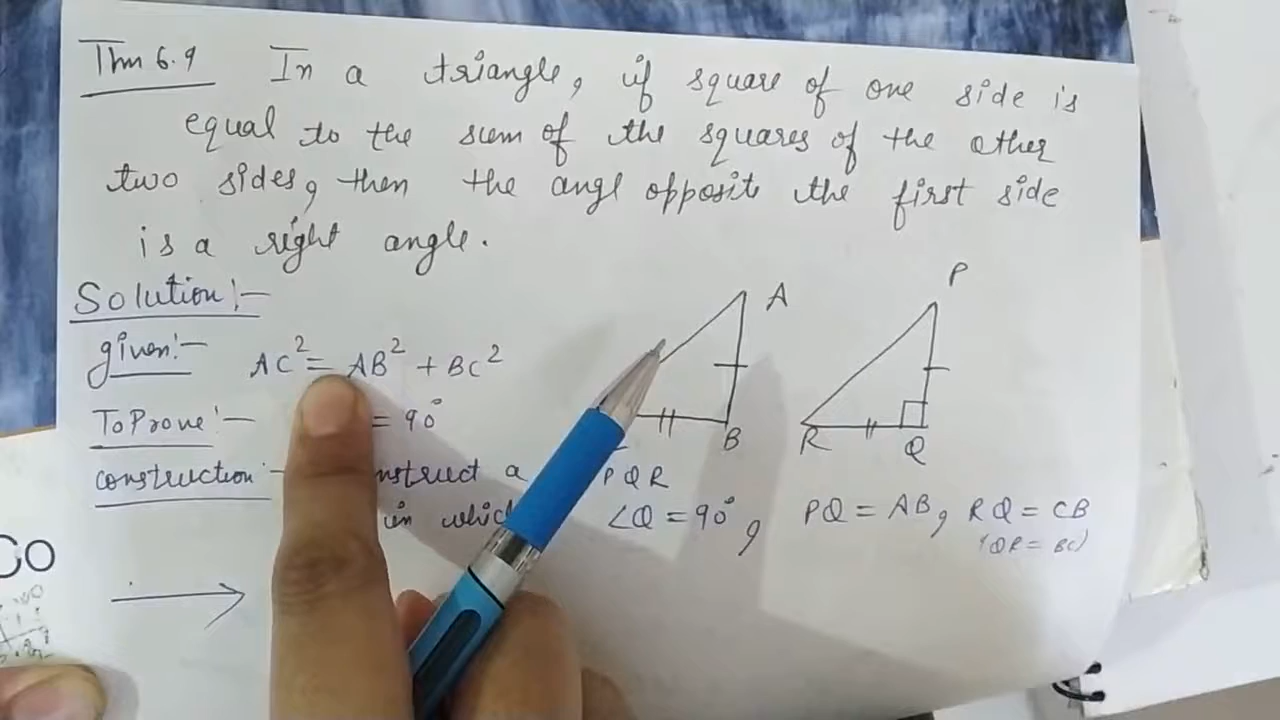 Thm 6.9 In a triangle, if square of one side is
equal to the sum of the squares of the other
two sides, then the angl opposite the first side
is a right angle.
Solution:-
given:- AC² = AB² + BC²
To Prove:- = 90°
construction:- nstruct a PQR
in which ∠Q = 90°, PQ = AB, RQ = CB
(QR = BC)
A
B
P
R Q
Co